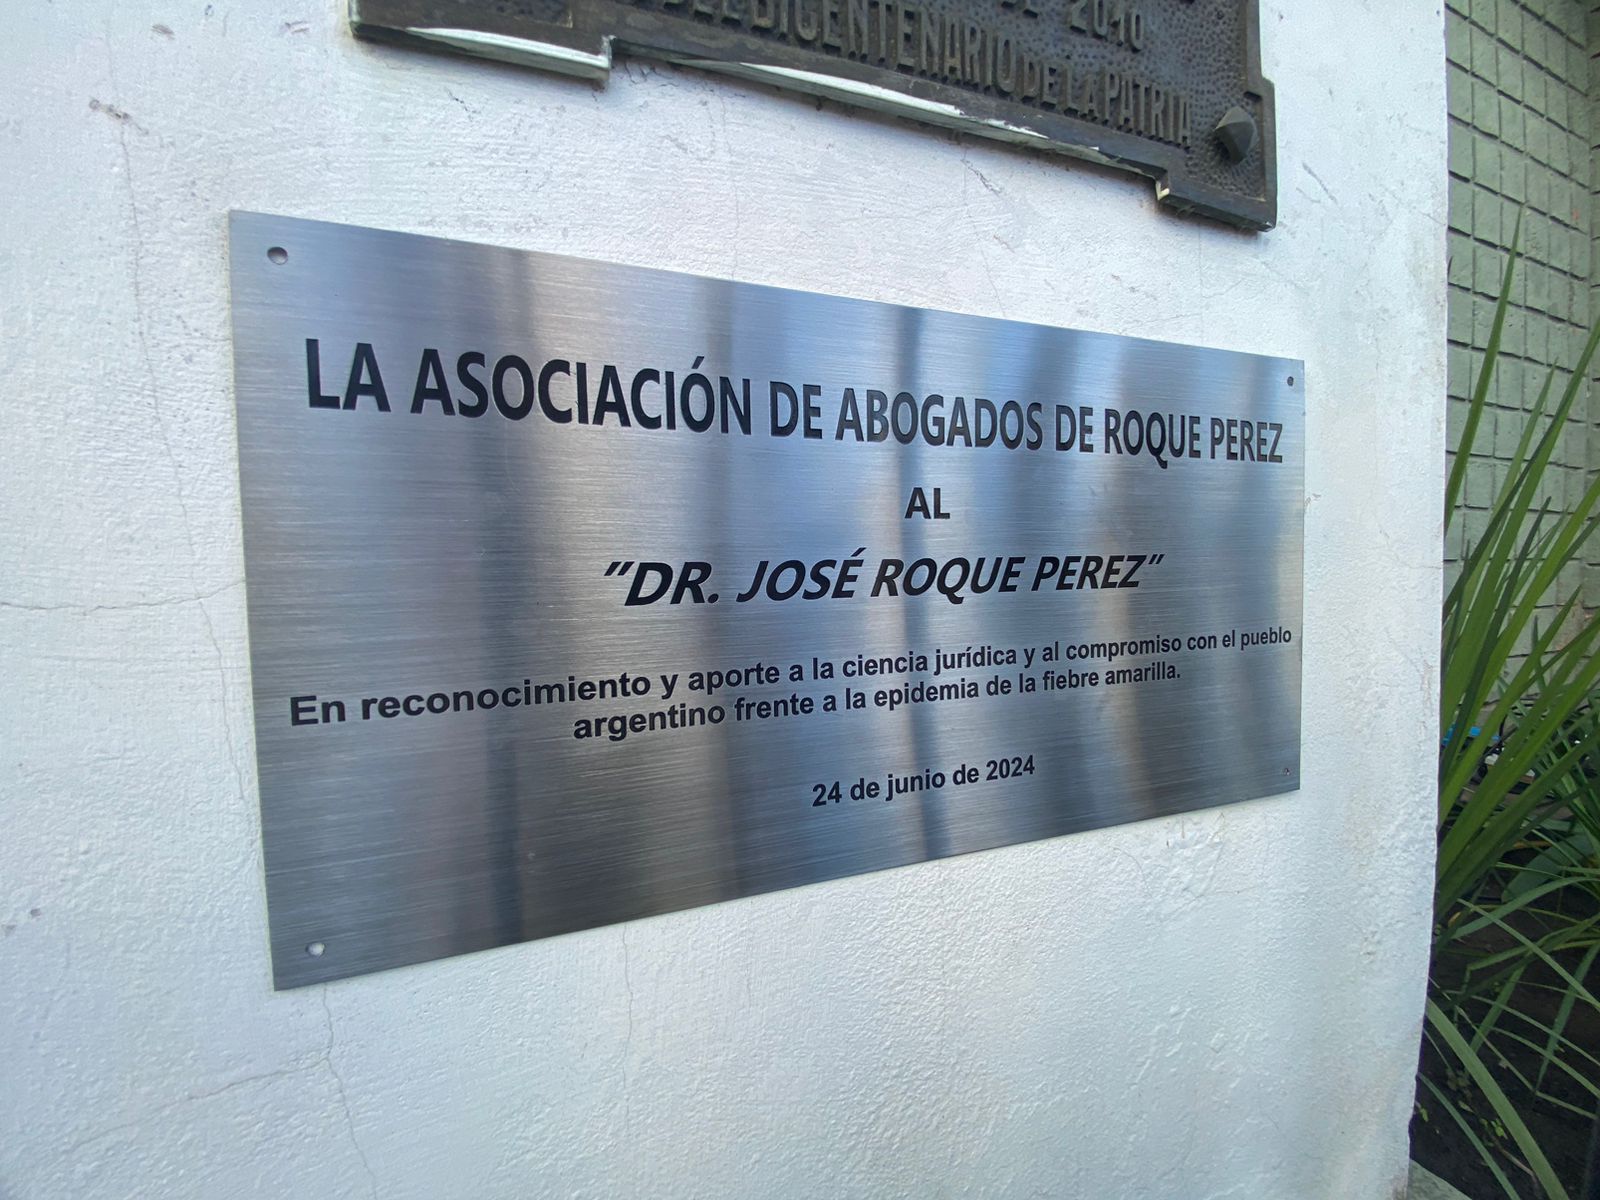 2010
DEL BICENTENARIO DE LA PATRIA
LA ASOCIACIÓN DE ABOGADOS DE ROQUE PEREZ
AL
"DR. JOSÉ ROQUE PEREZ"
En reconocimiento y aporte a la ciencia jurídica y al compromiso con el pueblo
argentino frente a la epidemia de la fiebre amarilla.
24 de junio de 2024